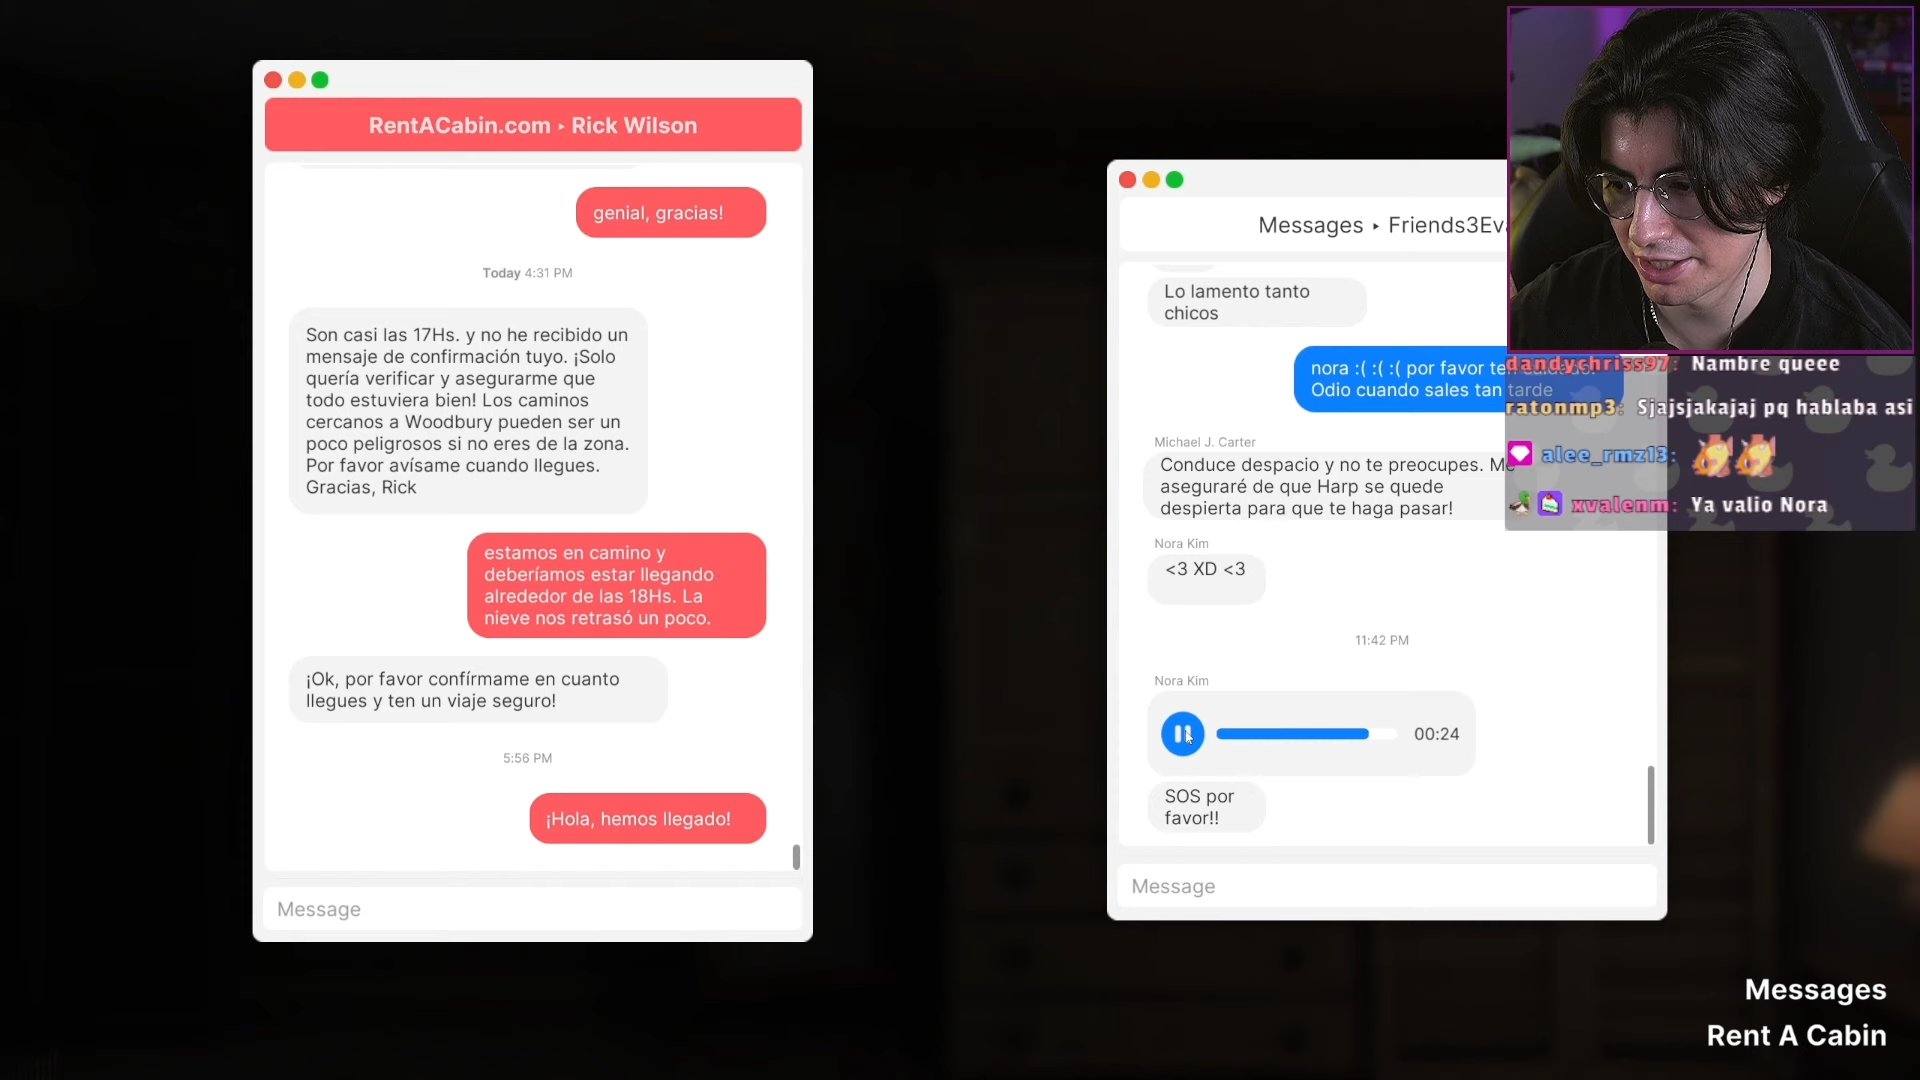 RentACabin.com ▸ Rick Wilson
genial, gracias!
Today 4:31 PM
Son casi las 17Hs. y no he recibido un
mensaje de confirmación tuyo. ¡Solo
quería verificar y asegurarme que
todo estuviera bien! Los caminos
cercanos a Woodbury pueden ser un
poco peligrosos si no eres de la zona.
Por favor avísame cuando llegues.
Gracias, Rick
estamos en camino y
deberíamos estar llegando
alrededor de las 18Hs. La
nieve nos retrasó un poco.
¡Ok, por favor confírmame en cuanto
llegues y ten un viaje seguro!
5:56 PM
¡Hola, hemos llegado!
Message
Messages ▸ Friends3Eva
Lo lamento tanto
chicos
nora :( :( :( por favor ten cuidado.
Odio cuando sales tan tarde
Michael J. Carter
Conduce despacio y no te preocupes. Me
aseguraré de que Harp se quede
despierta para que te haga pasar!
Nora Kim
<3 XD <3
11:42 PM
Nora Kim
00:24
SOS por
favor!!
Message
dandychriss97: Nambre queee
ratonmp3: Sjajsjakajaj pq hablaba asi
alee_rmz13:
xvalenm: Ya valio Nora
Messages
Rent A Cabin